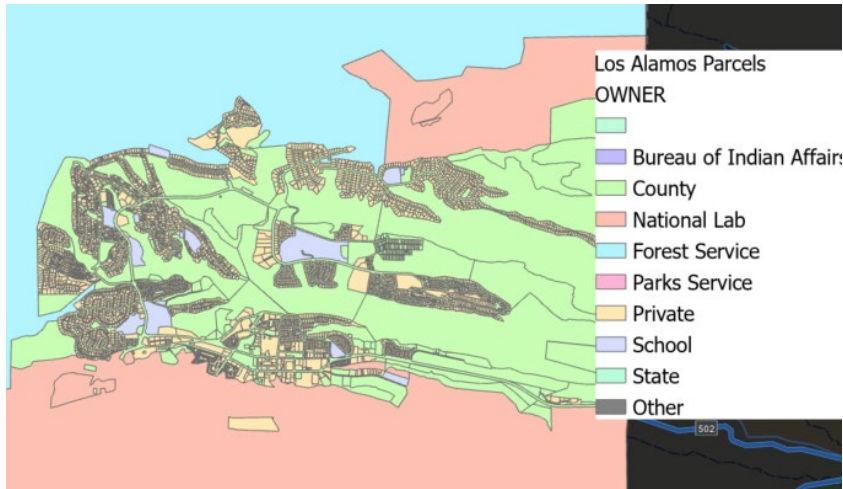 Los Alamos Parcels
OWNER
Bureau of Indian Affairs
County
National Lab
Forest Service
Parks Service
Private
School
State
Other
502